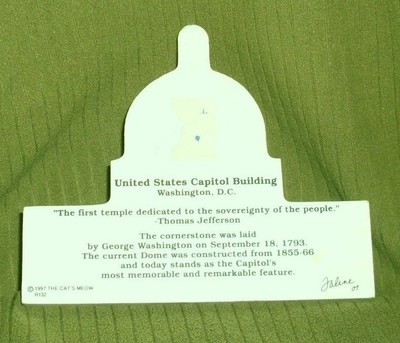 United States Capitol Building
Washington, D.C.
"The first temple dedicated to the sovereignty of the people."
-Thomas Jefferson
The cornerstone was laid
by George Washington on September 18, 1793.
The current Dome was constructed from 1855-66
and today stands as the Capitol's
most memorable and remarkable feature.
© 1997 THE CAT'S MEOW
R132
Faline